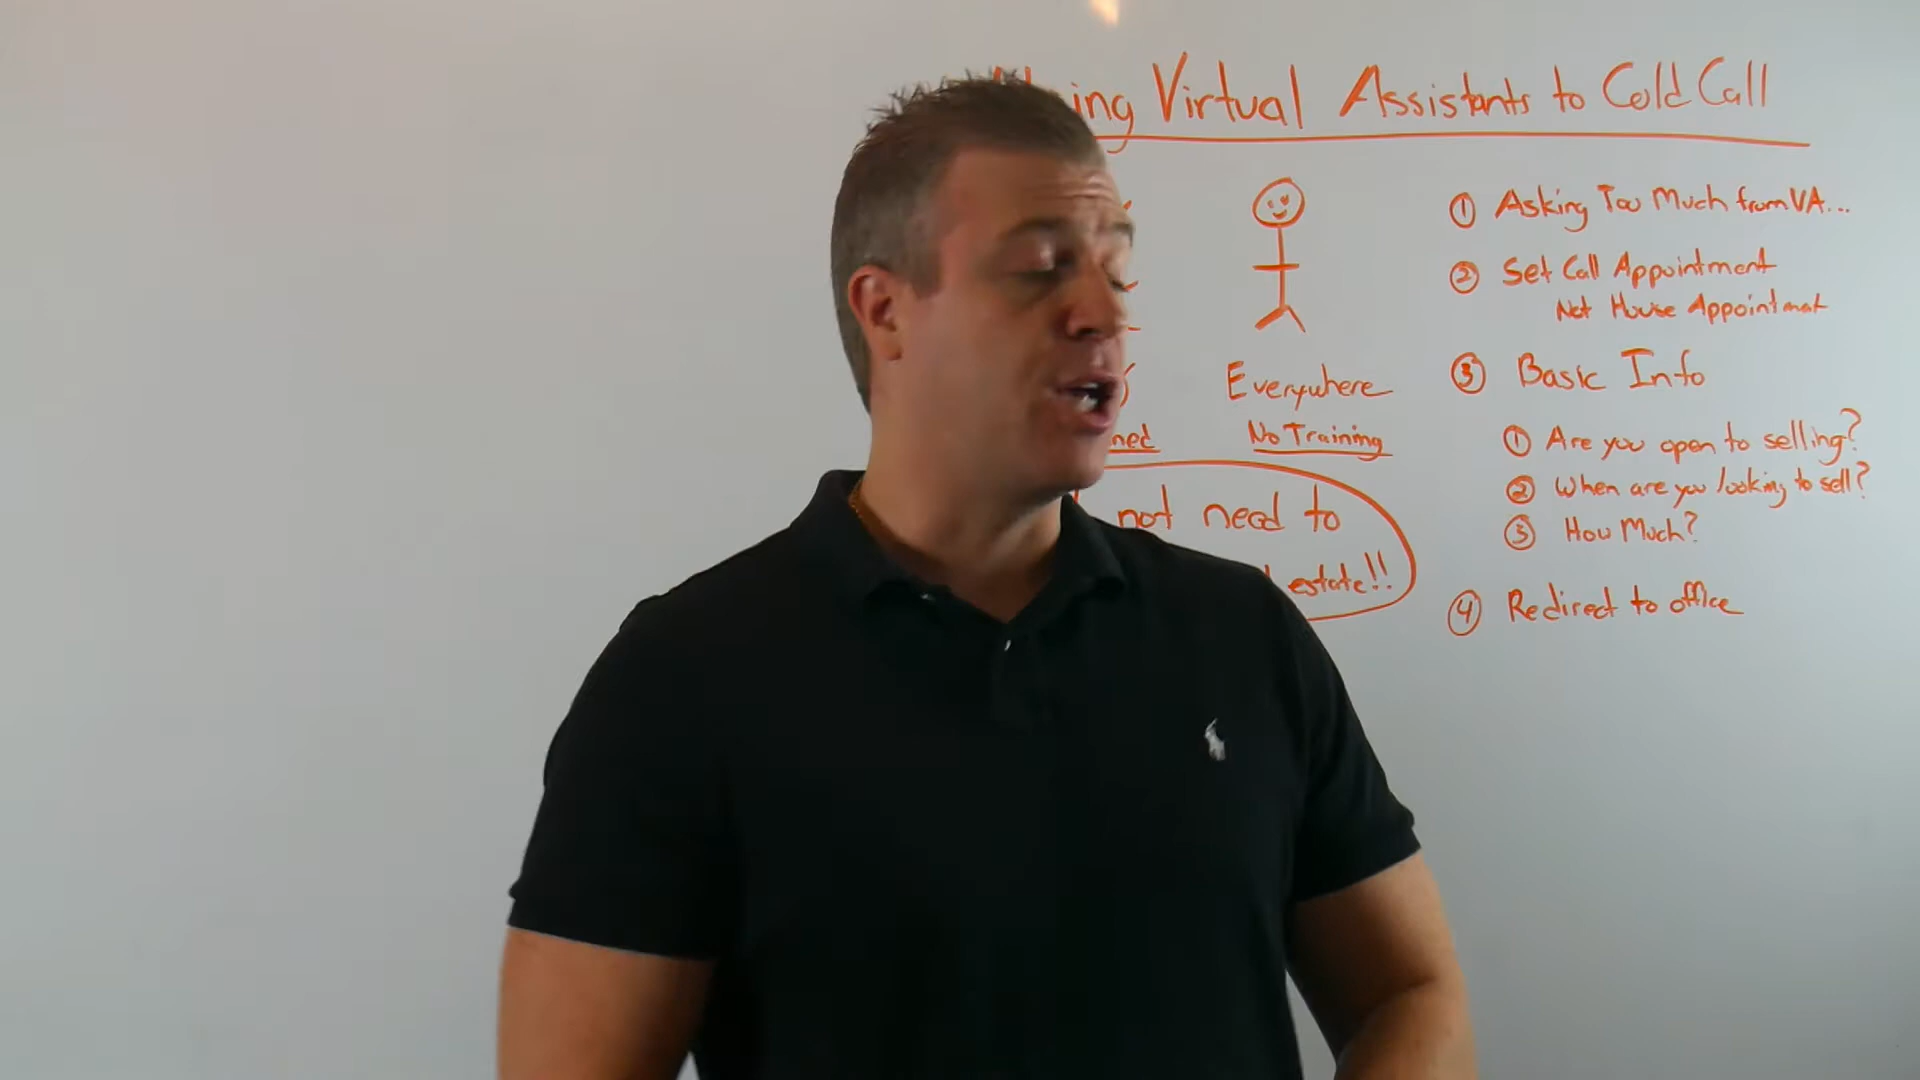 Virtual Assistants to Cold Call
① Asking Too Much from VA...
② Set Call Appointment
Not House Appointment
Everywhere
③ Basic Info
No Training
① Are you open to selling?
② When are you looking to sell?
not need to
③ How Much?
estate!!
④ Redirect to office